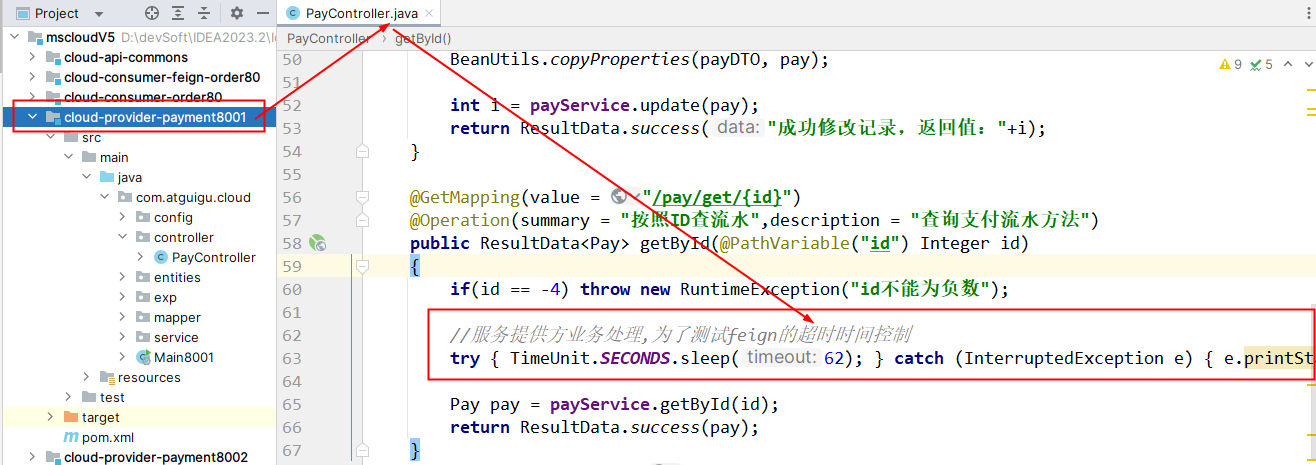 Project
mscloudV5 D:\devSoft\IDEA2023.2\I
cloud-api-commons
cloud-consumer-feign-order80
cloud-consumer-order80
cloud-provider-payment8001
src
main
java
com.atguigu.cloud
config
controller
PayController
entities
exp
mapper
service
Main8001
resources
test
target
pom.xml
cloud-provider-payment8002
PayController.java
PayController > getById()
9 5
50 BeanUtils.copyProperties(payDTO, pay);
51
52 int i = payService.update(pay);
53 return ResultData.success( data: "成功修改记录，返回值："+i);
54 }
55
56 @GetMapping(value = "/pay/get/{id}")
57 @Operation(summary = "按照ID查流水",description = "查询支付流水方法")
58 public ResultData<Pay> getById(@PathVariable("id") Integer id)
59 {
60 if(id == -4) throw new RuntimeException("id不能为负数");
61
62 //服务提供方业务处理,为了测试feign的超时时间控制
63 try { TimeUnit.SECONDS.sleep( timeout: 62); } catch (InterruptedException e) { e.printSt
64
65 Pay pay = payService.getById(id);
66 return ResultData.success(pay);
67 }